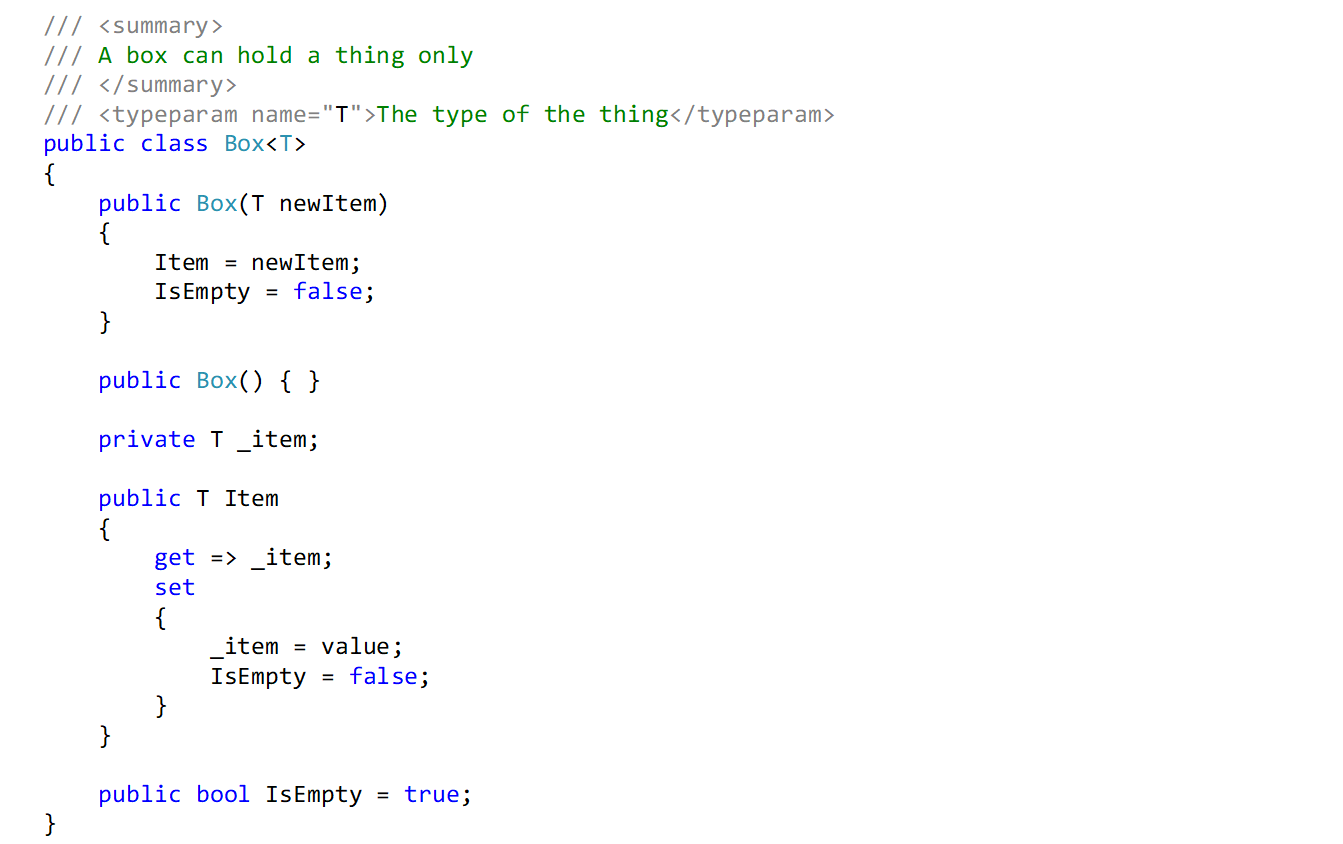 /// <summary>
/// A box can hold a thing only
/// </summary>
/// <typeparam name="T">The type of the thing</typeparam>
public class Box<T>
{
    public Box(T newItem)
    {
        Item = newItem;
        IsEmpty = false;
    }

    public Box() { }

    private T _item;

    public T Item
    {
        get => _item;
        set
        {
            _item = value;
            IsEmpty = false;
        }
    }

    public bool IsEmpty = true;
}